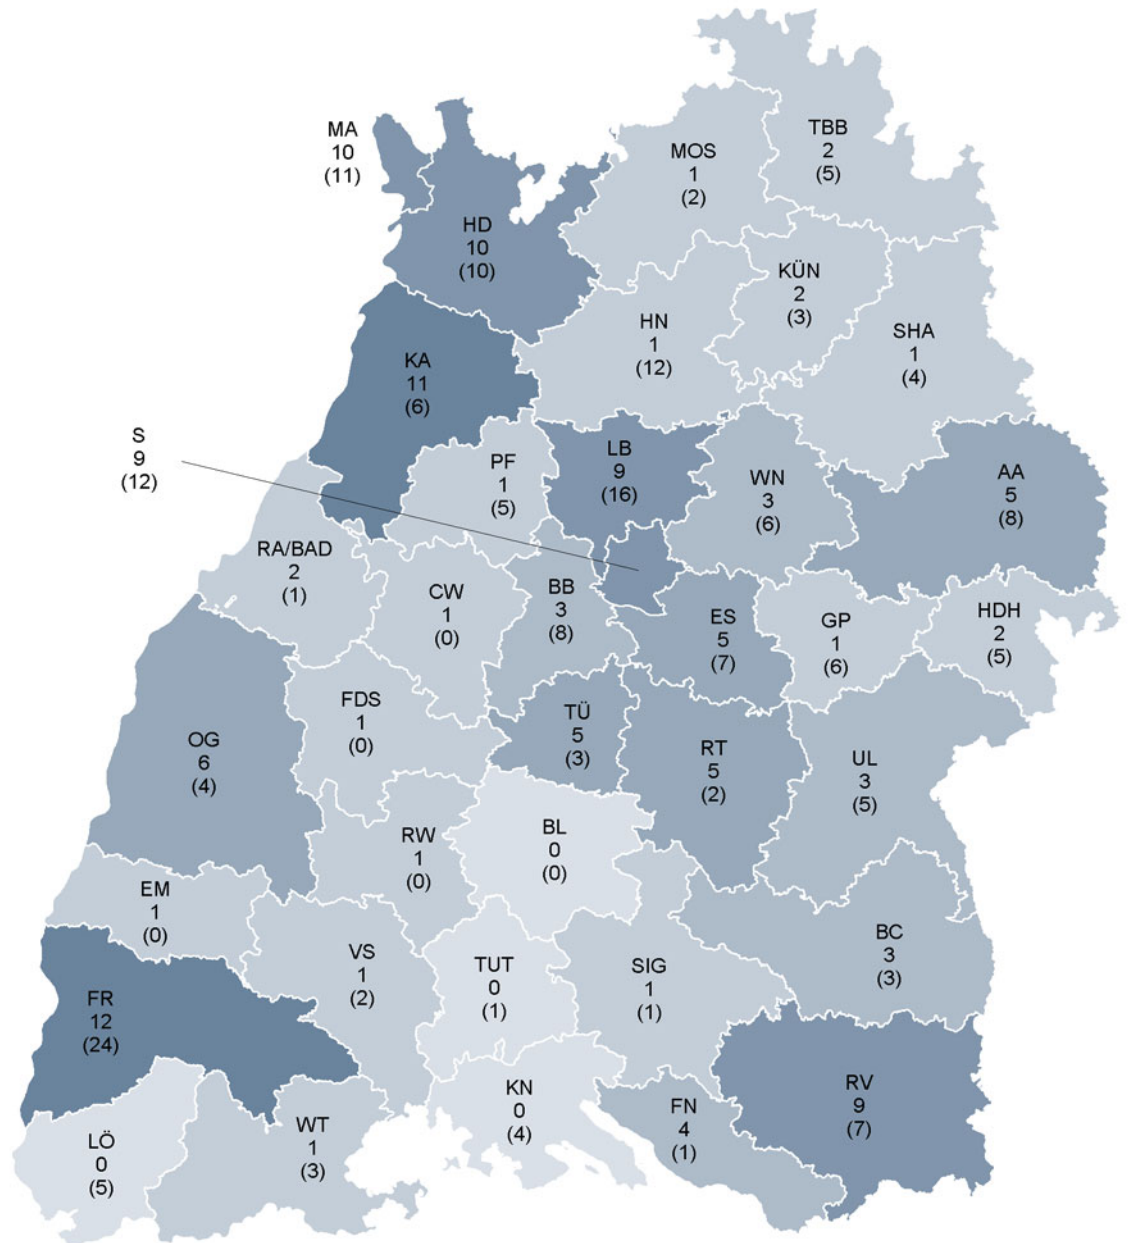 TBB
2
(5)
MA
10
(11)
MOS
1
(2)
HD
10
(10)
KÜN
2
(3)
HN
1
(12)
SHA
1
(4)
KA
11
(6)
S
9
(12)
PF
1
(5)
LB
9
(16)
WN
3
(6)
AA
5
(8)
RA/BAD
2
(1)
CW
1
(0)
BB
3
(8)
ES
5
(7)
GP
1
(6)
HDH
2
(5)
FDS
1
(0)
TÜ
5
(3)
OG
6
(4)
RT
5
(2)
UL
3
(5)
RW
1
(0)
BL
0
(0)
EM
1
(0)
VS
1
(2)
TUT
0
(1)
SIG
1
(1)
BC
3
(3)
FR
12
(24)
KN
0
(4)
RV
9
(7)
FN
4
(1)
WT
1
(3)
LÖ
0
(5)